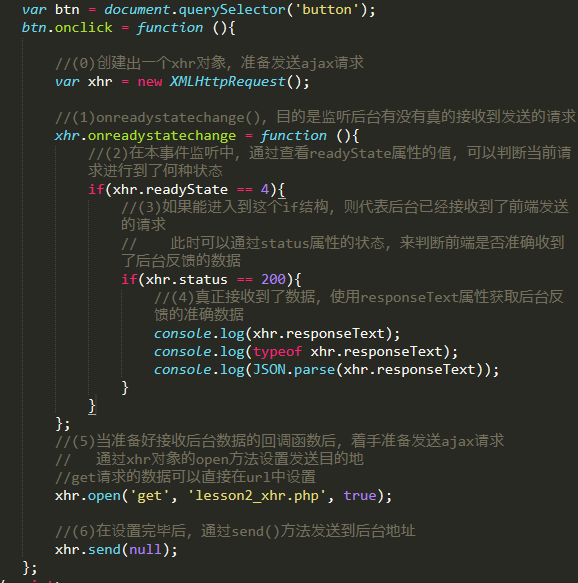 var btn = document.querySelector('button');
btn.onclick = function (){
//(0)创建出一个xhr对象，准备发送ajax请求
var xhr = new XMLHttpRequest();
//(1)onreadystatechange()，目的是监听后台有没有真的接收到发送的请求
xhr.onreadystatechange = function (){
//(2)在本事件监听中，通过查看readyState属性的值，可以判断当前请
求进行到了何种状态
if(xhr.readyState == 4){
//(3)如果能进入到这个if结构，则代表后台已经接收到了前端发送
的请求
//    此时可以通过status属性的状态，来判断前端是否准确收到
了后台反馈的数据
if(xhr.status == 200){
//(4)真正接收到了数据，使用responseText属性获取后台反
馈的准确数据
console.log(xhr.responseText);
console.log(typeof xhr.responseText);
console.log(JSON.parse(xhr.responseText));
}
}
};
//(5)当准备好接收后台数据的回调函数后，着手准备发送ajax请求
//   通过xhr对象的open方法设置发送目的地
//get请求的数据可以直接在url中设置
xhr.open('get', 'lesson2_xhr.php', true);
//(6)在设置完毕后，通过send()方法发送到后台地址
xhr.send(null);
};